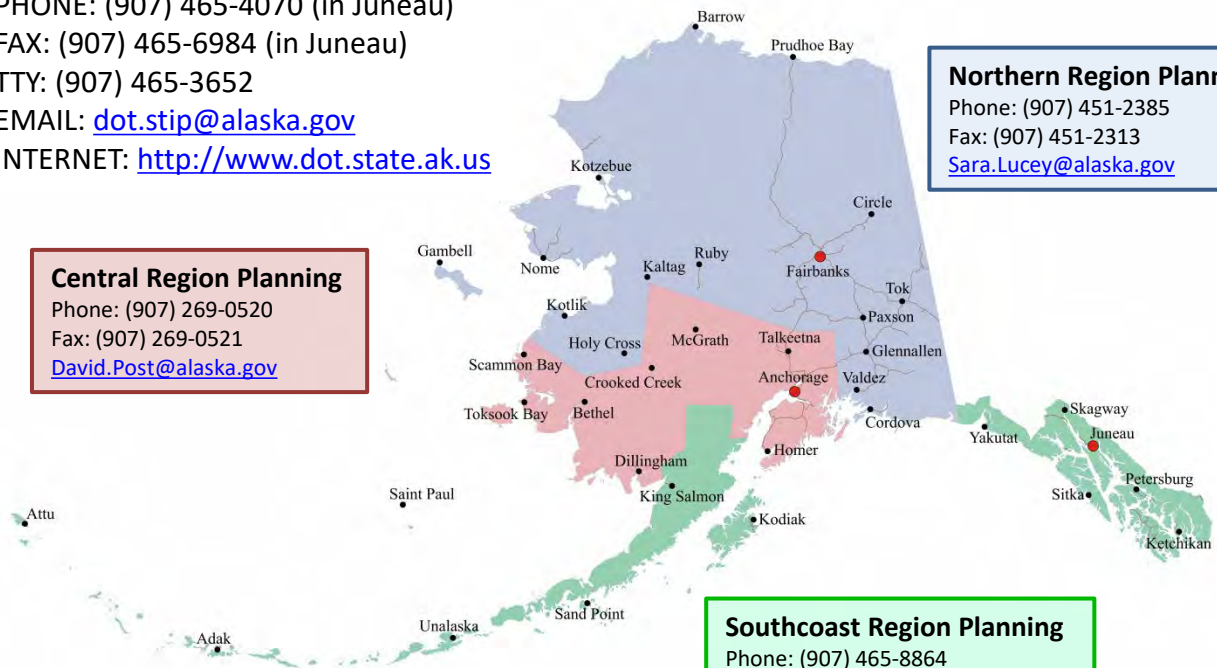 PHONE: (907) 465-4070 (in Juneau)
FAX: (907) 465-6984 (in Juneau)
TTY: (907) 465-3652
EMAIL: dot.stip@alaska.gov
INTERNET: http://www.dot.state.ak.us
Northern Region Plann
Phone: (907) 451-2385
Fax: (907) 451-2313
Sara.Lucey@alaska.gov
Central Region Planning
Phone: (907) 269-0520
Fax: (907) 269-0521
David.Post@alaska.gov
Barrow
Prudhoe Bay
Kotzebue
Circle
Gambell
Nome
Kaltag
Ruby
Fairbanks
Tok
Kotlik
Paxson
Holy Cross
McGrath
Talkeetna
Glennallen
Scammon Bay
Crooked Creek
Anchorage
Valdez
Toksook Bay
Bethel
Cordova
Skagway
Yakutat
Juneau
Homer
Dillingham
Petersburg
Saint Paul
King Salmon
Sitka
Attu
Kodiak
Ketchikan
Sand Point
Unalaska
Adak
Southcoast Region Planning
Phone: (907) 465-8864